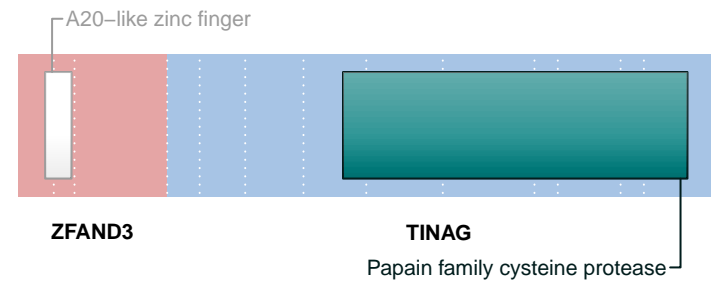 A20−like zinc finger
ZFAND3
TINAG
Papain family cysteine protease